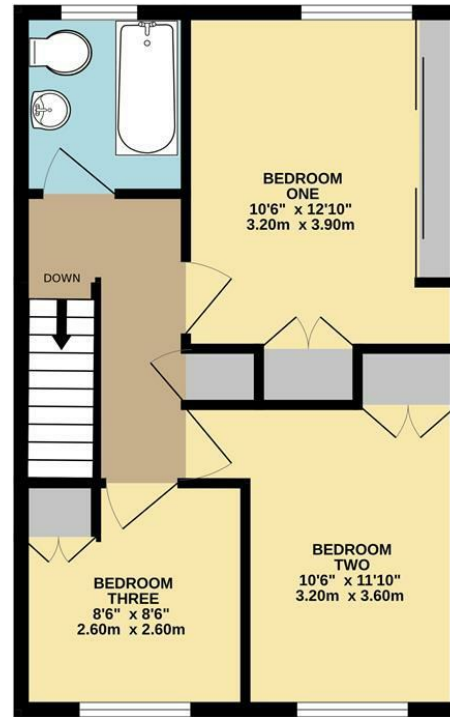 BEDROOM
ONE
10'6" x 12'10"
3.20m x 3.90m
DOWN
BEDROOM
TWO
10'6" x 11'10"
3.20m x 3.60m
BEDROOM
THREE
8'6" x 8'6"
2.60m x 2.60m